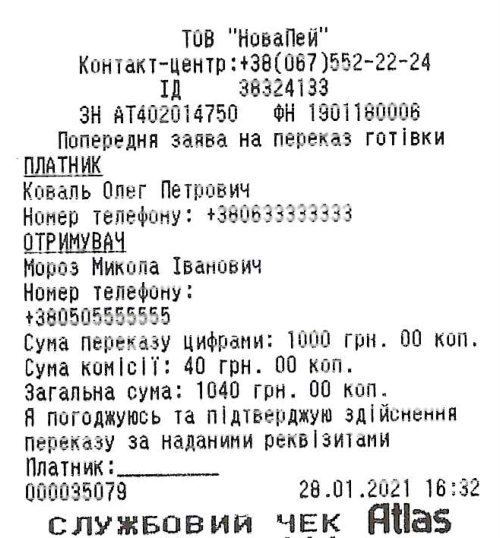 ТОВ "НоваПей"
Контакт-центр:+38(067)552-22-24
ІД 38324133
ЗН АТ402014750 ФН 1901180006
Попередня заява на переказ готівки
ПЛАТНИК
Коваль Олег Петрович
Номер телефону: +380633333333
ОТРИМУВАЧ
Мороз Микола Іванович
Номер телефону:
+380505555555
Сума переказу цифрами: 1000 грн. 00 коп.
Сума комісії: 40 грн. 00 коп.
Загальна сума: 1040 грн. 00 коп.
Я погоджуюсь та підтверджую здійснення
переказу за наданими реквізитами
Платник:_________
000035079 28.01.2021 16:32
СЛУЖБОВИЙ ЧЕК Atlas